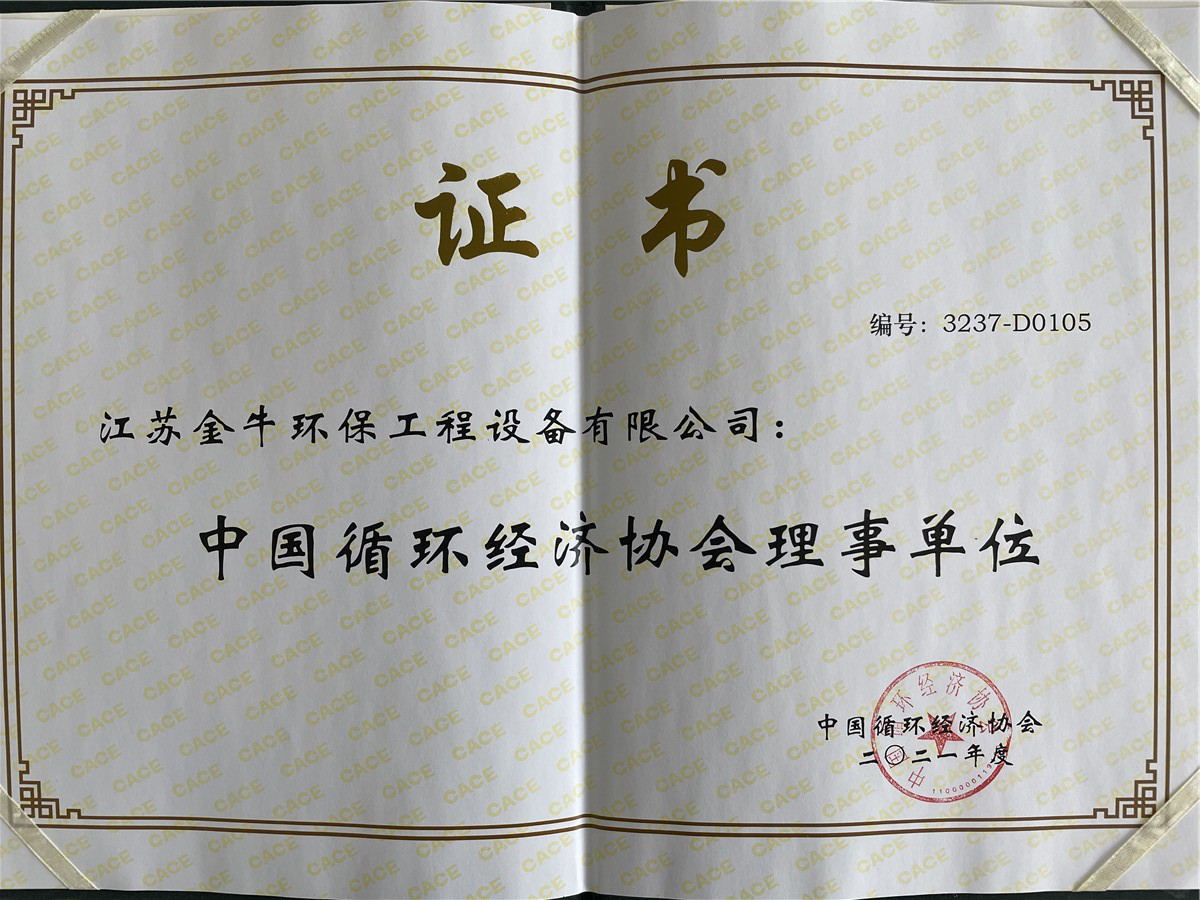 证书
编号：3237-D0105
江苏金牛环保工程设备有限公司：
中国循环经济协会理事单位
中国循环经济协会
二〇二一年度